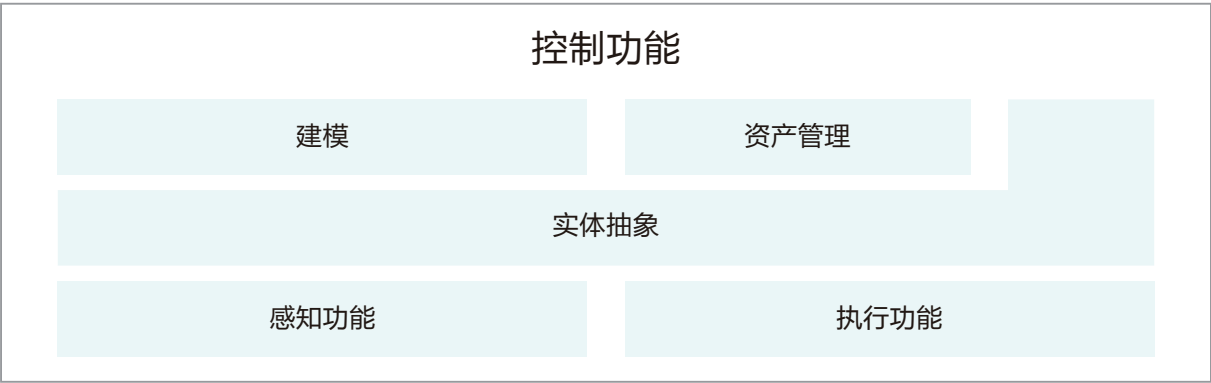 控制功能
建模
资产管理
实体抽象
感知功能
执行功能